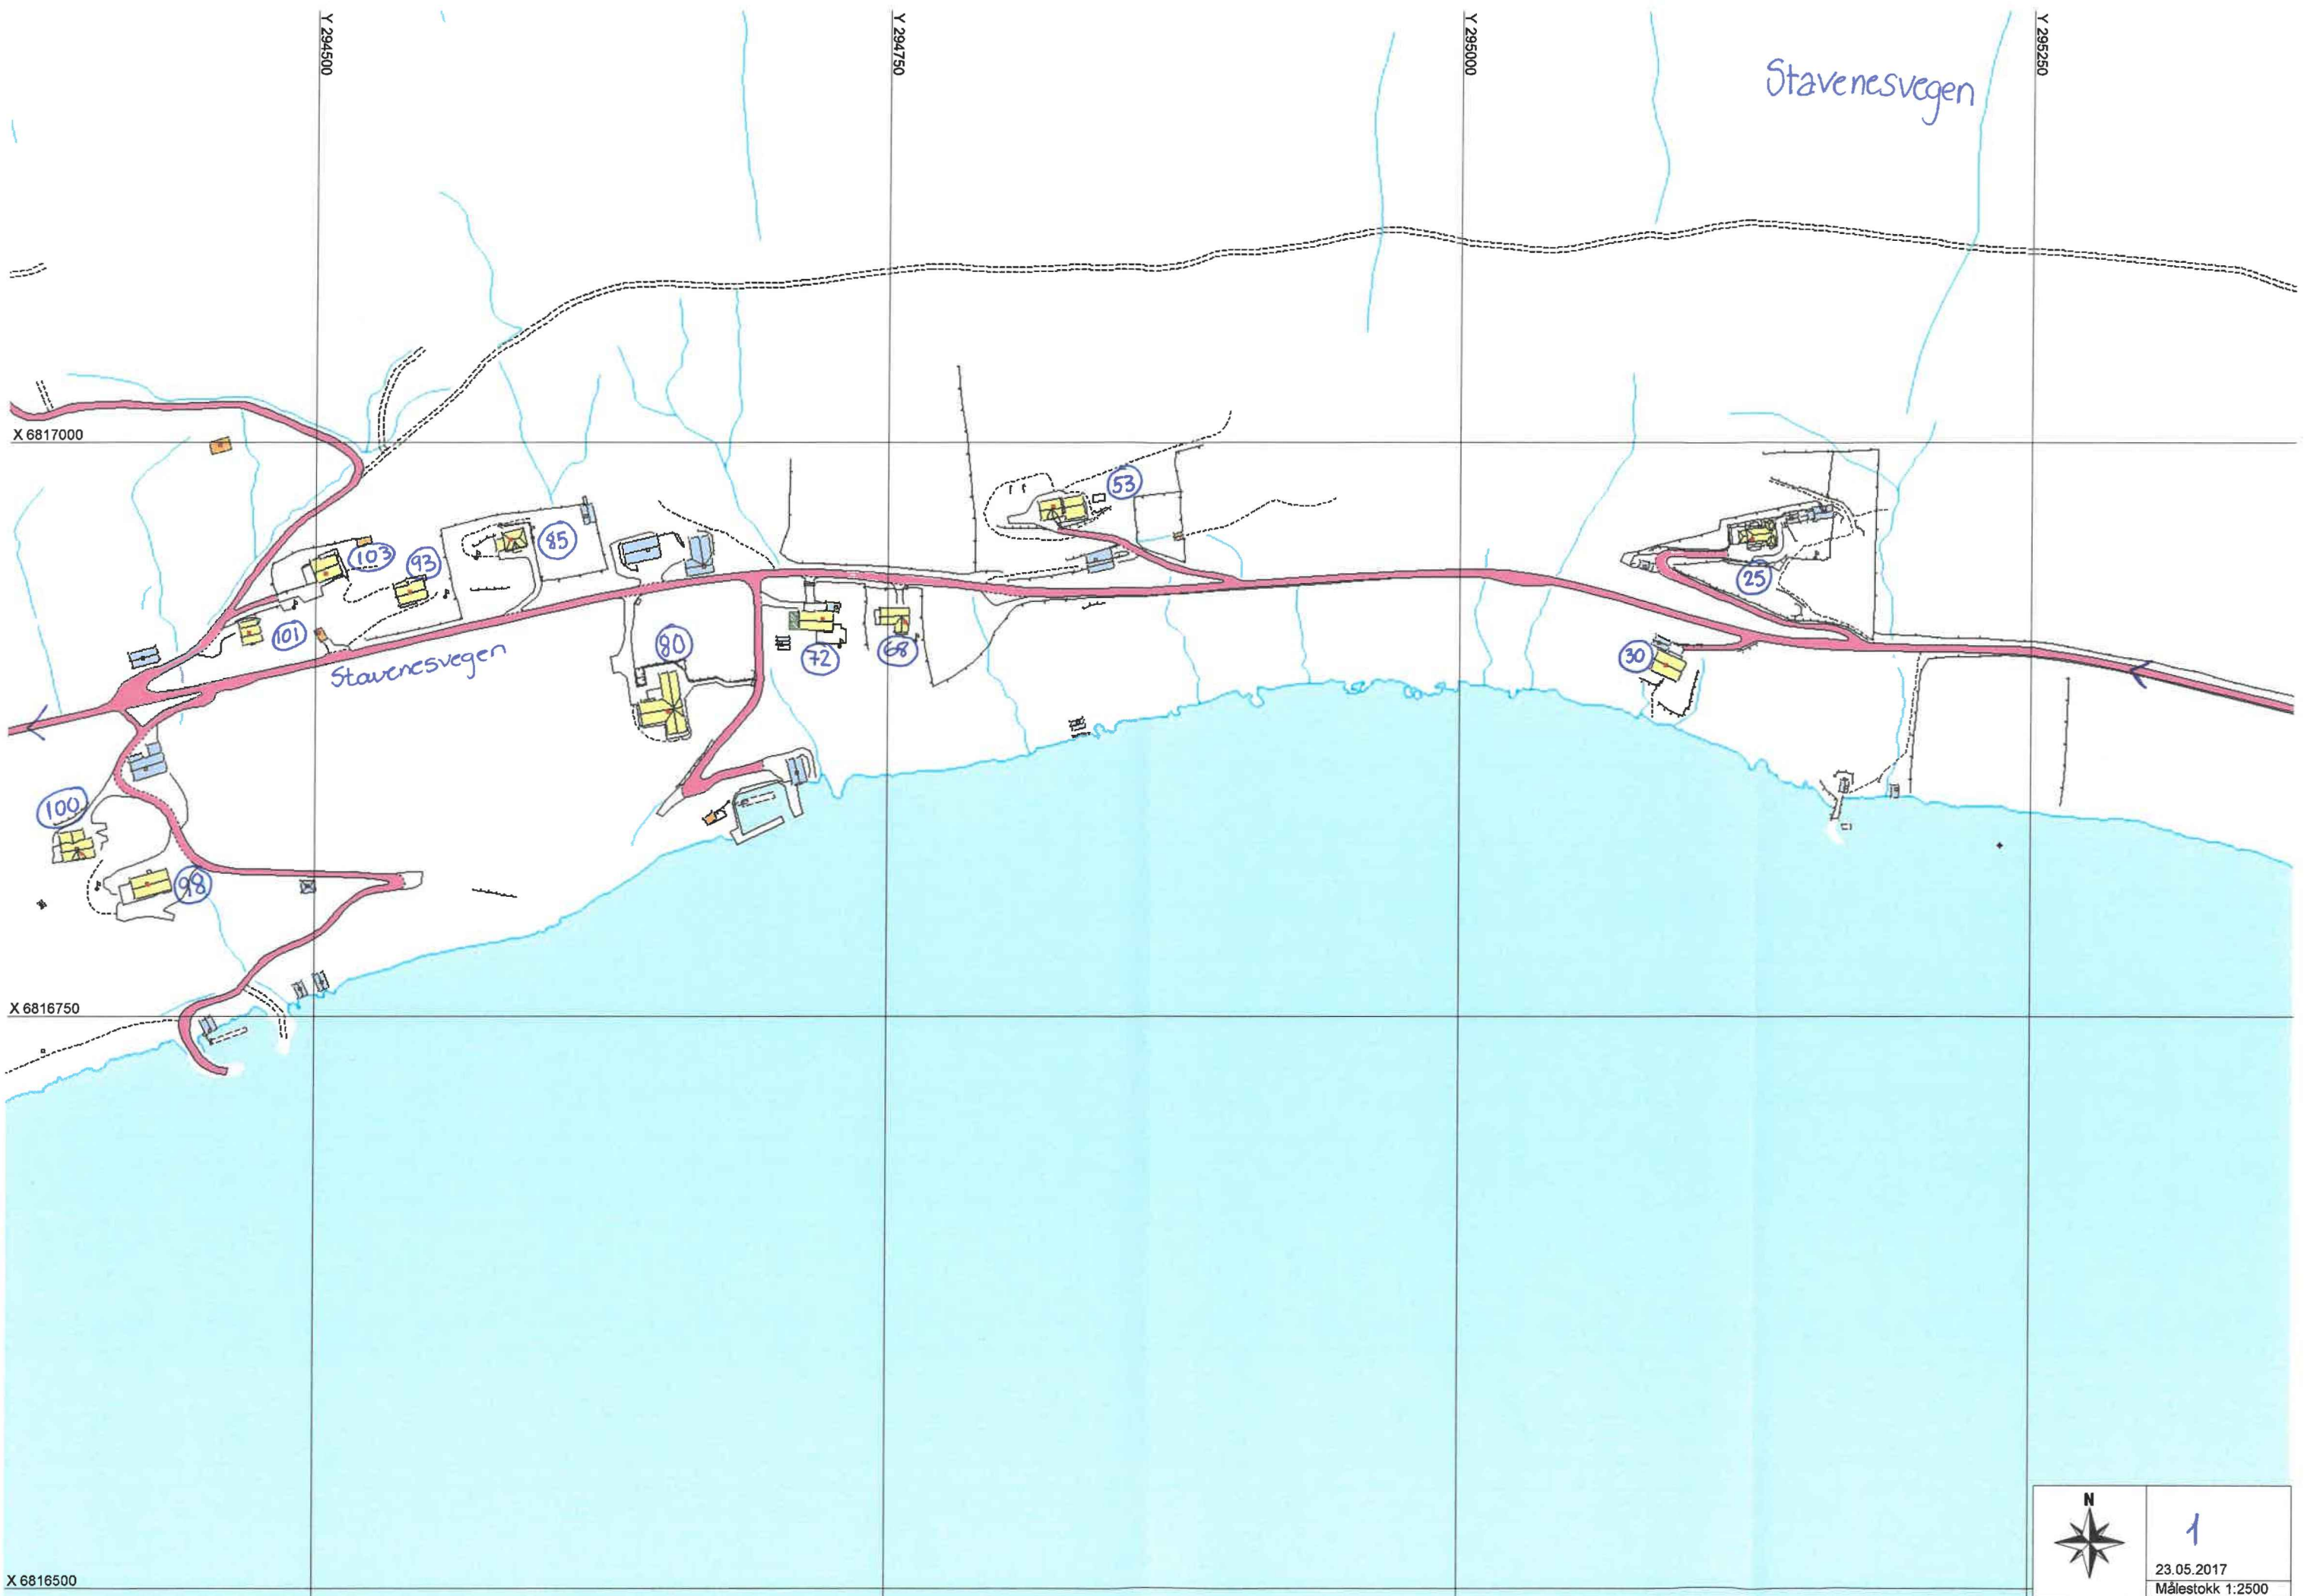 Y 294500
Y 294750
Y 295000
Y 295250
Stavenesvegen
X 6817000
53
103
93
85
25
101
80
72
68
30
Stavenesvegen
100
98
X 6816750
N
1
23.05.2017
Målestokk 1:2500
X 6816500